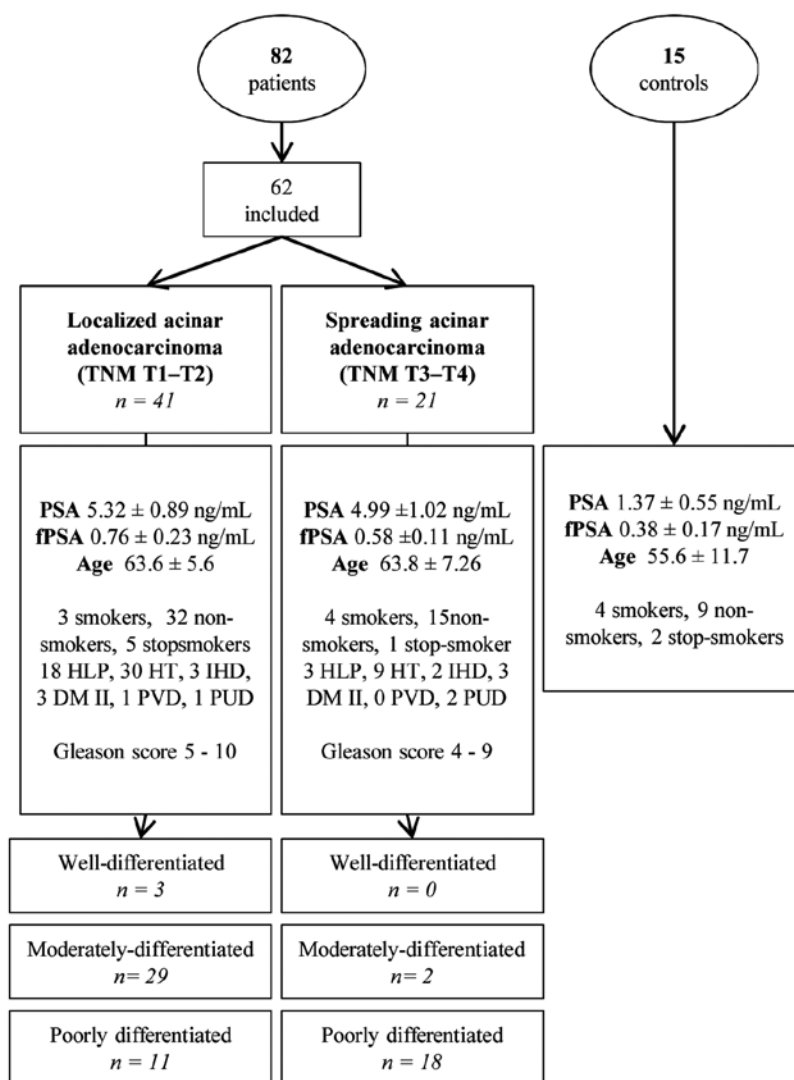 82
patients
15
controls
62
included
Localized acinar
adenocarcinoma
(TNM T1–T2)
n = 41
Spreading acinar
adenocarcinoma
(TNM T3–T4)
n = 21
PSA 5.32 ± 0.89 ng/mL
fPSA 0.76 ± 0.23 ng/mL
Age 63.6 ± 5.6
3 smokers, 32 non-
smokers, 5 stopsmokers
18 HLP, 30 HT, 3 IHD,
3 DM II, 1 PVD, 1 PUD
Gleason score 5 - 10
PSA 4.99 ±1.02 ng/mL
fPSA 0.58 ±0.11 ng/mL
Age 63.8 ± 7.26
4 smokers, 15non-
smokers, 1 stop-smoker
3 HLP, 9 HT, 2 IHD, 3
DM II, 0 PVD, 2 PUD
Gleason score 4 - 9
PSA 1.37 ± 0.55 ng/mL
fPSA 0.38 ± 0.17 ng/mL
Age 55.6 ± 11.7
4 smokers, 9 non-
smokers, 2 stop-smokers
Well-differentiated
n = 3
Well-differentiated
n = 0
Moderately-differentiated
n= 29
Moderately-differentiated
n = 2
Poorly differentiated
n = 11
Poorly differentiated
n = 18